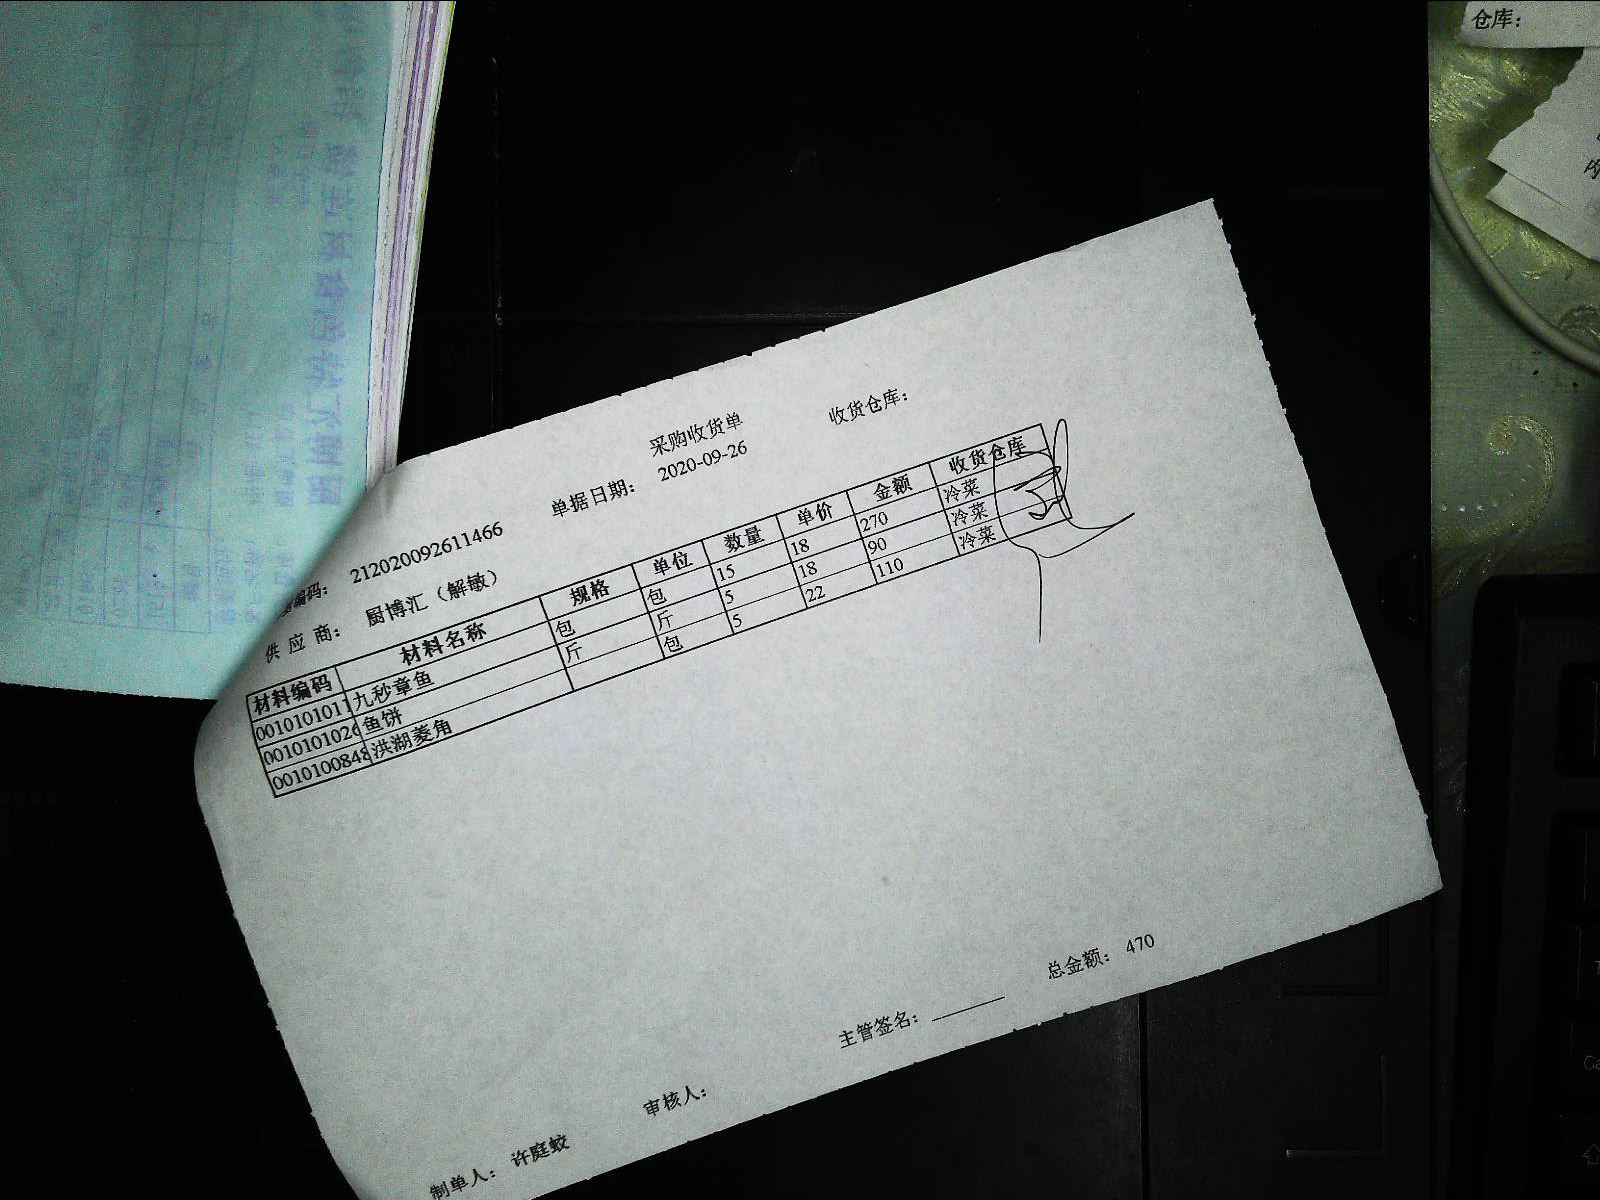 仓库：
采购收货单
收货仓库：
单据日期： 2020-09-26
编码： 212020092611466
供 应 商： 厨博汇（解敏）
材料编码 材料名称 规格 单位 数量 单价 金额 收货仓库
0010101011 九秒章鱼 包 包 15 18 270 冷菜
001010102 鱼饼 斤 斤 5 18 90 冷菜
001010084 洪湖菱角 包 5 22 110 冷菜
总金额： 470
主管签名：
审核人：
制单人： 许庭蛟